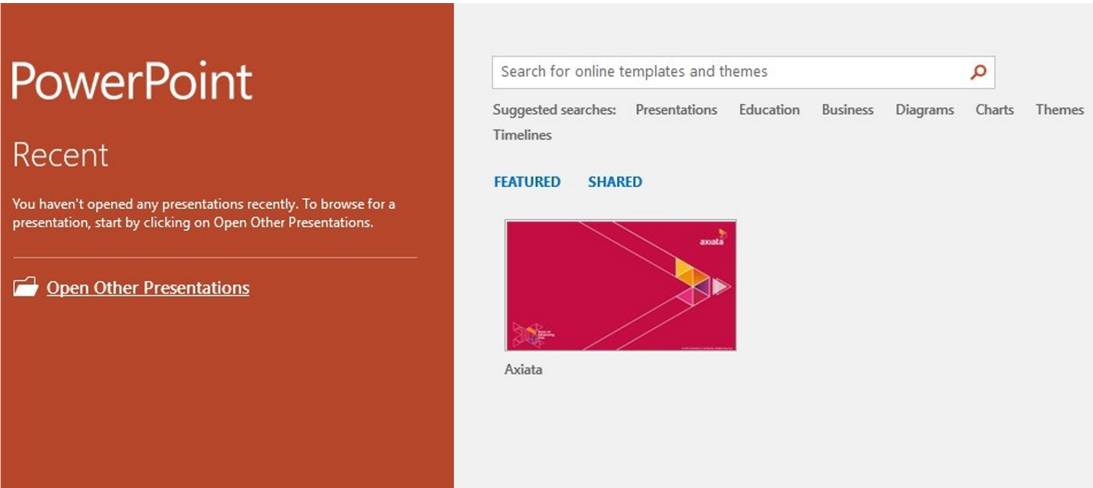 PowerPoint
Recent
You haven't opened any presentations recently. To browse for a
presentation, start by clicking on Open Other Presentations.
Open Other Presentations
Search for online templates and themes
Suggested searches: Presentations Education Business Diagrams Charts Themes
Timelines
FEATURED SHARED
axiata
Axiata